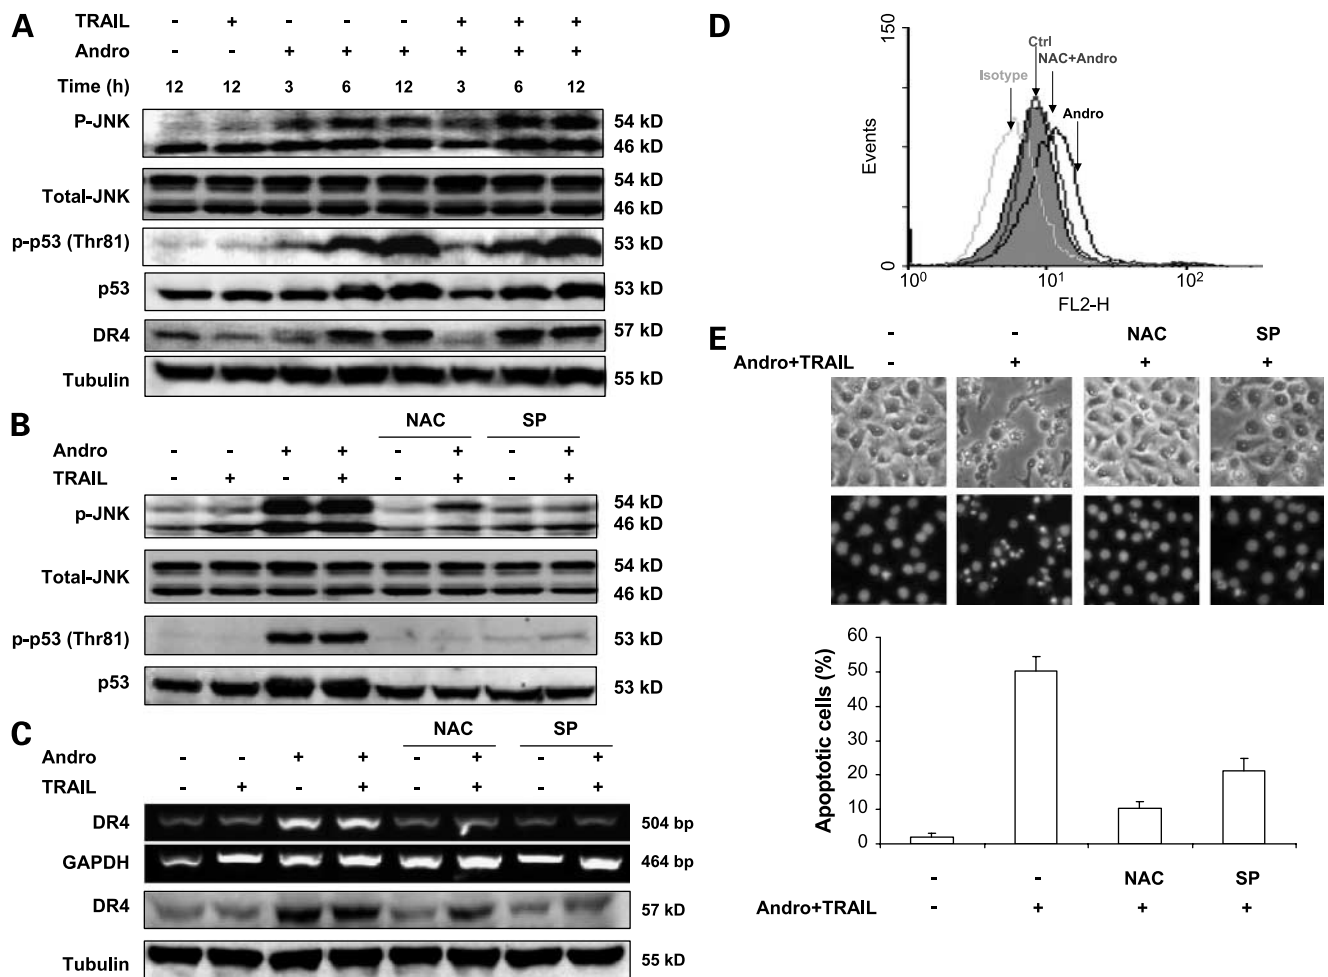 A
TRAIL - + - - - + + +
Andro - - + + + + + +
Time (h) 12 12 3 6 12 3 6 12
P-JNK 54 kD
46 kD
Total-JNK 54 kD
46 kD
p-p53 (Thr81) 53 kD
p53 53 kD
DR4 57 kD
Tubulin 55 kD
B
NAC SP
Andro - - + + - + - +
TRAIL - + - + - + - +
p-JNK 54 kD
46 kD
Total-JNK 54 kD
46 kD
p-p53 (Thr81) 53 kD
p53 53 kD
C
NAC SP
Andro - - + + - + - +
TRAIL - + - + - + - +
DR4 504 bp
GAPDH 464 bp
DR4 57 kD
Tubulin 55 kD
D
150
Events
0
Isotype
Ctrl
NAC+Andro
Andro
10⁰ 10¹ 10²
FL2-H
E
- - NAC SP
Andro+TRAIL - + + +
Apoptotic cells (%)
60
50
40
30
20
10
0
- - NAC SP
Andro+TRAIL - + + +